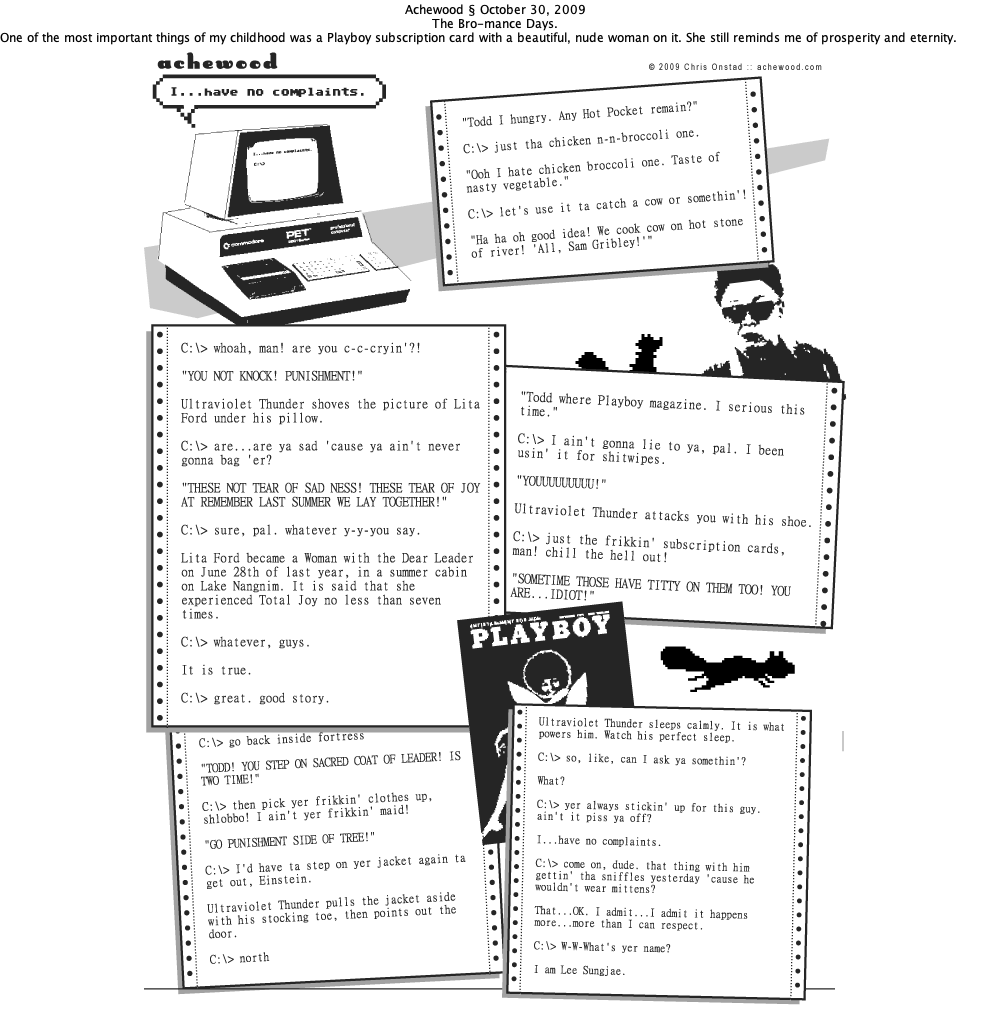 Achewood § October 30, 2009
The Bro-mance Days.
One of the most important things of my childhood was a Playboy subscription card with a beautiful, nude woman on it. She still reminds me of prosperity and eternity.
achewood
© 2009 Chris Onstad :: achewood.com
I...have no complaints.
I...have no complaints.
C:\>
commodore
PET
professional
computer
"Todd I hungry. Any Hot Pocket remain?"
C:\> just tha chicken n-n-broccoli one.
"Ooh I hate chicken broccoli one. Taste of
nasty vegetable."
C:\> let's use it ta catch a cow or somethin'!
"Ha ha oh good idea! We cook cow on hot stone
of river! 'All, Sam Gribley!'"
C:\> whoah, man! are you c-c-cryin'?!
"YOU NOT KNOCK! PUNISHMENT!"
Ultraviolet Thunder shoves the picture of Lita
Ford under his pillow.
C:\> are...are ya sad 'cause ya ain't never
gonna bag 'er?
"THESE NOT TEAR OF SAD NESS! THESE TEAR OF JOY
AT REMEMBER LAST SUMMER WE LAY TOGETHER!"
C:\> sure, pal. whatever y-y-you say.
Lita Ford became a Woman with the Dear Leader
on June 28th of last year, in a summer cabin
on Lake Nangnim. It is said that she
experienced Total Joy no less than seven
times.
C:\> whatever, guys.
It is true.
C:\> great. good story.
"Todd where Playboy magazine. I serious this
time."
C:\> I ain't gonna lie to ya, pal. I been
usin' it for shitwipes.
"YOUUUUUUUUU!"
Ultraviolet Thunder attacks you with his shoe.
C:\> just the frikkin' subscription cards,
man! chill the hell out!
"SOMETIME THOSE HAVE TITTY ON THEM TOO! YOU
ARE...IDIOT!"
ENTERTAINMENT FOR MEN
PLAYBOY
C:\> go back inside fortress
"TODD! YOU STEP ON SACRED COAT OF LEADER! IS
TWO TIME!"
C:\> then pick yer frikkin' clothes up,
shlobbo! I ain't yer frikkin' maid!
"GO PUNISHMENT SIDE OF TREE!"
C:\> I'd have ta step on yer jacket again ta
get out, Einstein.
Ultraviolet Thunder pulls the jacket aside
with his stocking toe, then points out the
door.
C:\> north
Ultraviolet Thunder sleeps calmly. It is what
powers him. Watch his perfect sleep.
C:\> so, like, can I ask ya somethin'?
What?
C:\> yer always stickin' up for this guy.
ain't it piss ya off?
I...have no complaints.
C:\> come on, dude. that thing with him
gettin' tha sniffles yesterday 'cause he
wouldn't wear mittens?
That...OK. I admit...I admit it happens
more...more than I can respect.
C:\> W-W-What's yer name?
I am Lee Sungjae.